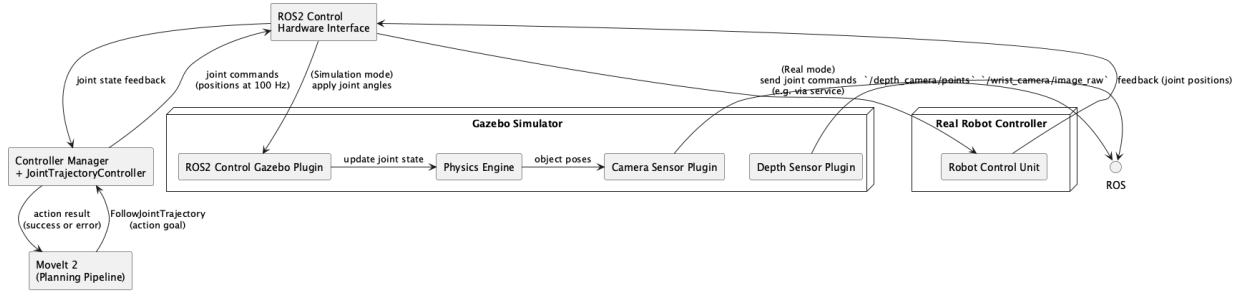 ROS2 Control
Hardware Interface
joint state feedback
joint commands
(positions at 100 Hz)
(Simulation mode)
apply joint angles
(Real mode)
send joint commands
(e.g. via service)
`/depth_camera/points`
`/wrist_camera/image_raw`
feedback (joint positions)
Gazebo Simulator
Real Robot Controller
Controller Manager
+ JointTrajectoryController
ROS2 Control Gazebo Plugin
update joint state
Physics Engine
object poses
Camera Sensor Plugin
Depth Sensor Plugin
Robot Control Unit
ROS
action result
(success or error)
FollowJointTrajectory
(action goal)
MoveIt 2
(Planning Pipeline)